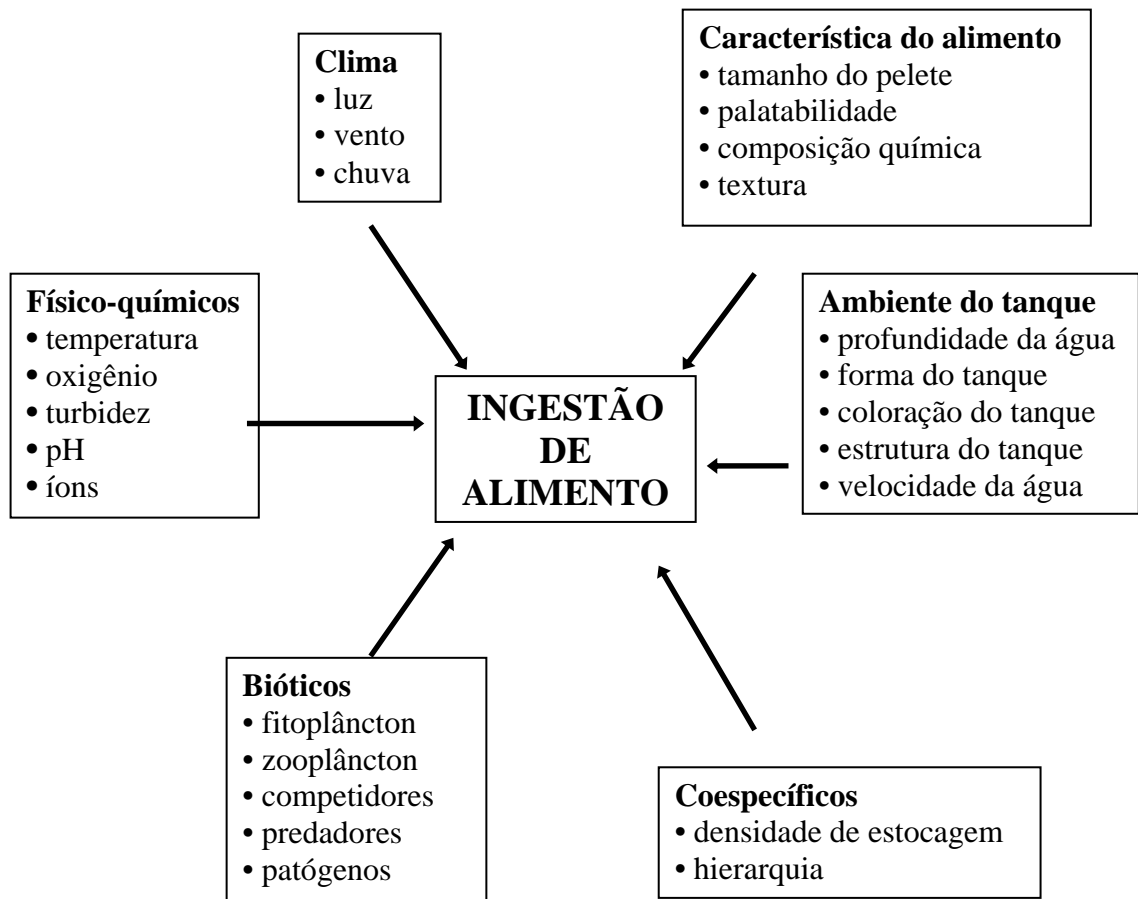 Clima
• luz
• vento
• chuva
Característica do alimento
• tamanho do pelete
• palatabilidade
• composição química
• textura
Físico-químicos
• temperatura
• oxigênio
• turbidez
• pH
• íons
INGESTÃO
DE
ALIMENTO
Ambiente do tanque
• profundidade da água
• forma do tanque
• coloração do tanque
• estrutura do tanque
• velocidade da água
Bióticos
• fitoplâncton
• zooplâncton
• competidores
• predadores
• patógenos
Coespecíficos
• densidade de estocagem
• hierarquia